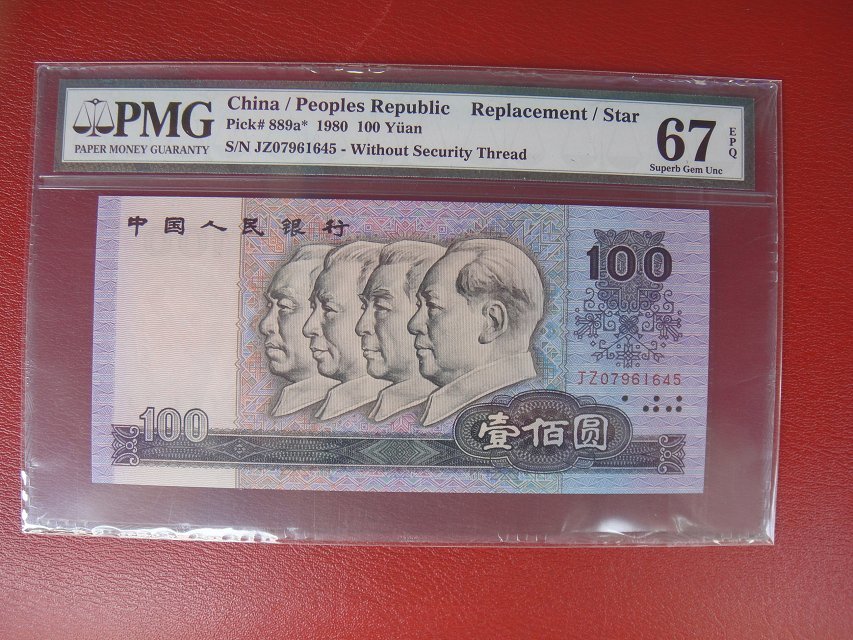 PMG
PAPER MONEY GUARANTY
China / Peoples Republic Replacement / Star
Pick# 889a* 1980 100 Yüan
S/N JZ07961645 - Without Security Thread
67
EPQ
Superb Gem Unc
中国人民银行
100
JZ07961645
100
壹佰圆